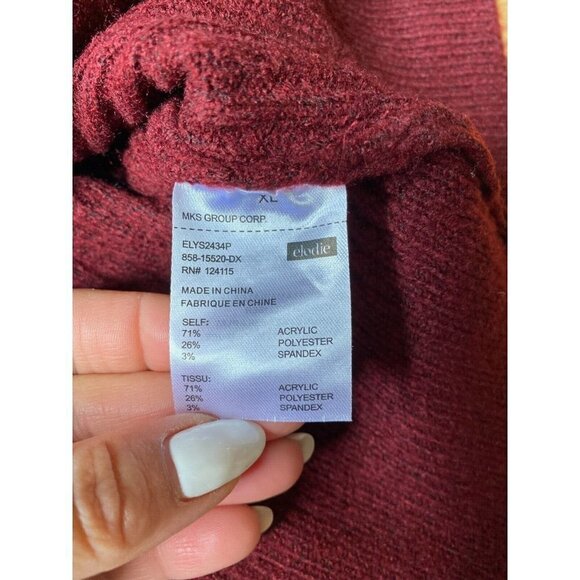 XL
MKS GROUP CORP.
ELYS2434P
858-15520-DX
RN# 124115
elodie
MADE IN CHINA
FABRIQUE EN CHINE
SELF:
71% ACRYLIC
26% POLYESTER
3% SPANDEX
TISSU:
71% ACRYLIC
26% POLYESTER
3% SPANDEX